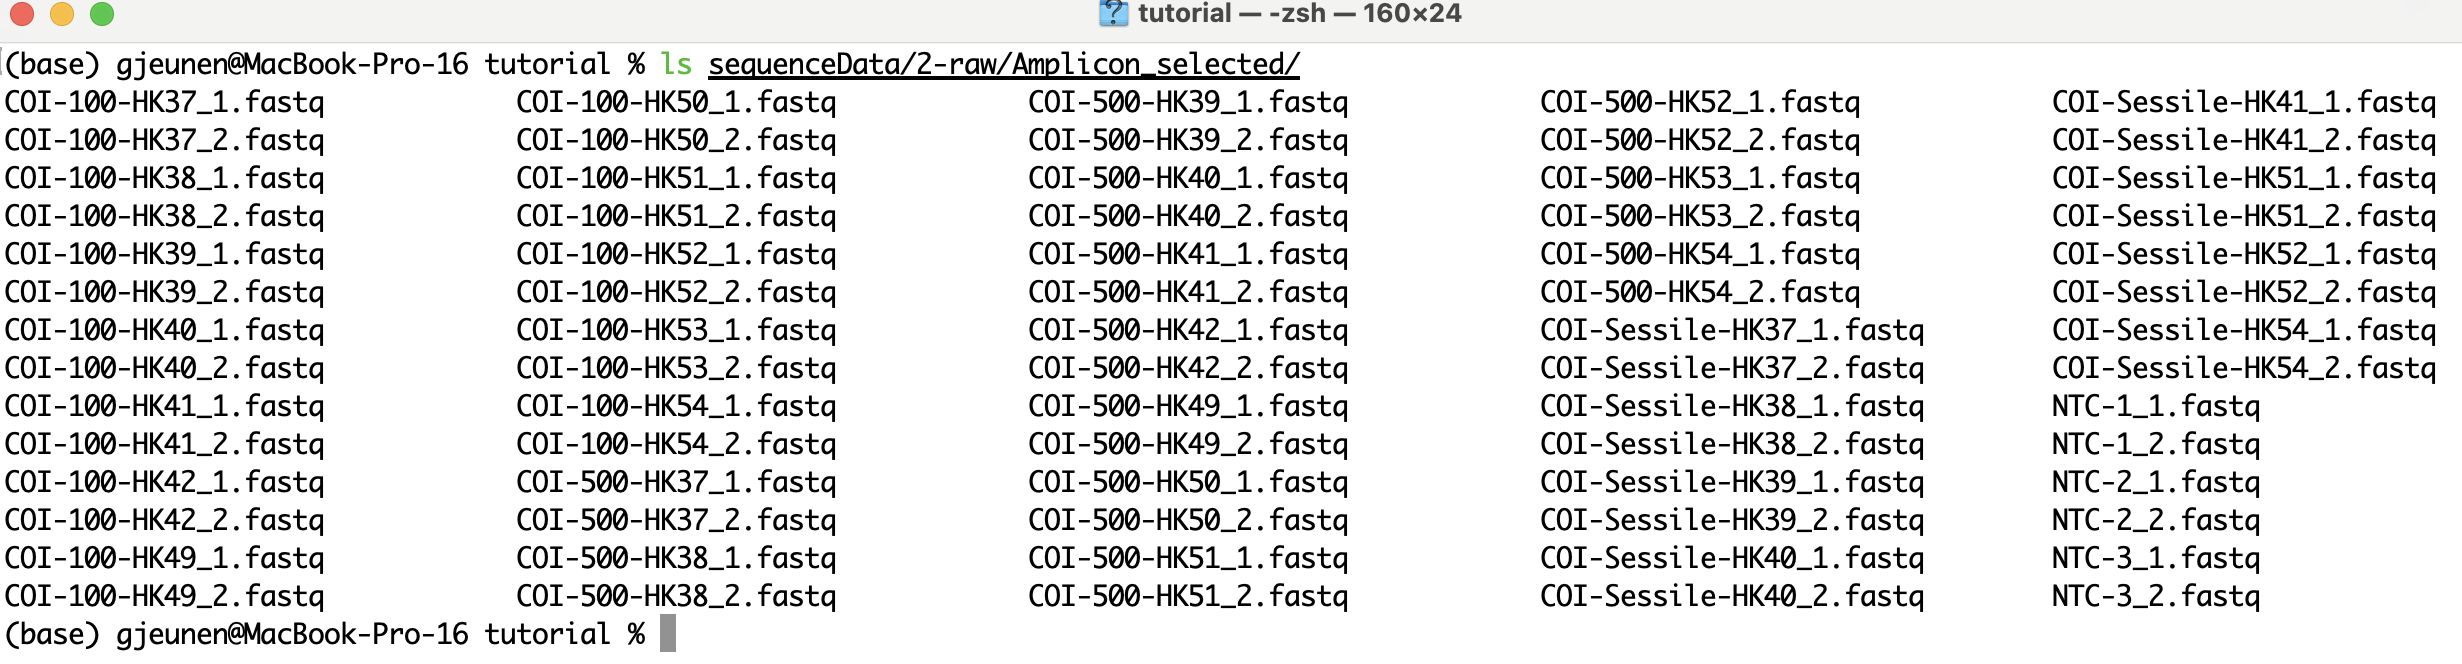 tutorial — -zsh — 160×24
(base) gjeunen@MacBook-Pro-16 tutorial % ls sequenceData/2-raw/Amplicon_selected/
COI-100-HK37_1.fastq COI-100-HK50_1.fastq COI-500-HK39_1.fastq COI-500-HK52_1.fastq COI-Sessile-HK41_1.fastq
COI-100-HK37_2.fastq COI-100-HK50_2.fastq COI-500-HK39_2.fastq COI-500-HK52_2.fastq COI-Sessile-HK41_2.fastq
COI-100-HK38_1.fastq COI-100-HK51_1.fastq COI-500-HK40_1.fastq COI-500-HK53_1.fastq COI-Sessile-HK51_1.fastq
COI-100-HK38_2.fastq COI-100-HK51_2.fastq COI-500-HK40_2.fastq COI-500-HK53_2.fastq COI-Sessile-HK51_2.fastq
COI-100-HK39_1.fastq COI-100-HK52_1.fastq COI-500-HK41_1.fastq COI-500-HK54_1.fastq COI-Sessile-HK52_1.fastq
COI-100-HK39_2.fastq COI-100-HK52_2.fastq COI-500-HK41_2.fastq COI-500-HK54_2.fastq COI-Sessile-HK52_2.fastq
COI-100-HK40_1.fastq COI-100-HK53_1.fastq COI-500-HK42_1.fastq COI-Sessile-HK37_1.fastq COI-Sessile-HK54_1.fastq
COI-100-HK40_2.fastq COI-100-HK53_2.fastq COI-500-HK42_2.fastq COI-Sessile-HK37_2.fastq COI-Sessile-HK54_2.fastq
COI-100-HK41_1.fastq COI-100-HK54_1.fastq COI-500-HK49_1.fastq COI-Sessile-HK38_1.fastq NTC-1_1.fastq
COI-100-HK41_2.fastq COI-100-HK54_2.fastq COI-500-HK49_2.fastq COI-Sessile-HK38_2.fastq NTC-1_2.fastq
COI-100-HK42_1.fastq COI-500-HK37_1.fastq COI-500-HK50_1.fastq COI-Sessile-HK39_1.fastq NTC-2_1.fastq
COI-100-HK42_2.fastq COI-500-HK37_2.fastq COI-500-HK50_2.fastq COI-Sessile-HK39_2.fastq NTC-2_2.fastq
COI-100-HK49_1.fastq COI-500-HK38_1.fastq COI-500-HK51_1.fastq COI-Sessile-HK40_1.fastq NTC-3_1.fastq
COI-100-HK49_2.fastq COI-500-HK38_2.fastq COI-500-HK51_2.fastq COI-Sessile-HK40_2.fastq NTC-3_2.fastq
(base) gjeunen@MacBook-Pro-16 tutorial %